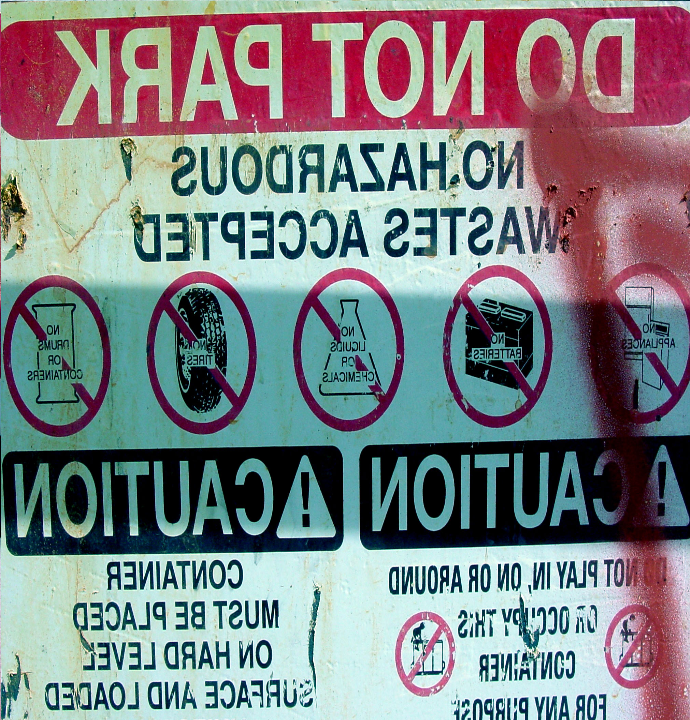 DO NOT PARK
NO HAZARDOUS
WASTES ACCEPTED
NO
APPLIANCES
NO
BATTERIES
NO
LIQUIDS
OR
CHEMICALS
NO
TIRES
NO
DRUMS
OR
CONTAINERS
CAUTION
DO NOT PLAY IN, ON OR AROUND
OR OCCUPY THIS
CONTAINER
FOR ANY PURPOSE
CAUTION
CONTAINER
MUST BE PLACED
ON HARD LEVEL
SURFACE AND LOADED